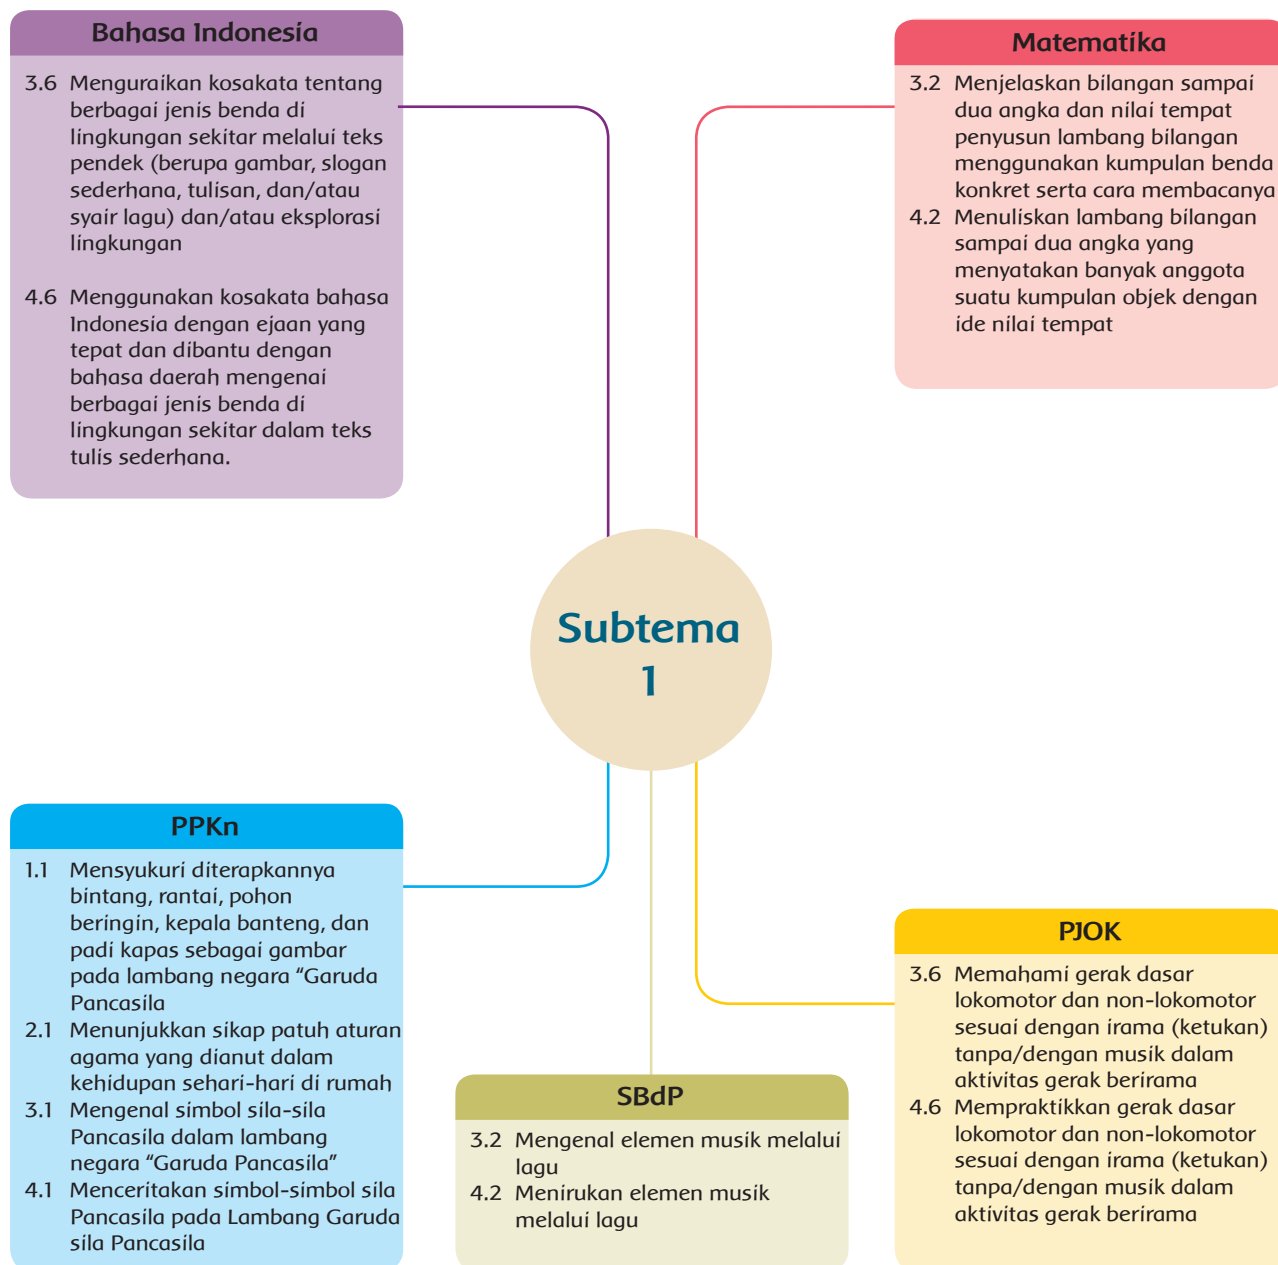 Bahasa Indonesia
3.6 Menguraikan kosakata tentang
berbagai jenis benda di
lingkungan sekitar melalui teks
pendek (berupa gambar, slogan
sederhana, tulisan, dan/atau
syair lagu) dan/atau eksplorasi
lingkungan
4.6 Menggunakan kosakata bahasa
Indonesia dengan ejaan yang
tepat dan dibantu dengan
bahasa daerah mengenai
berbagai jenis benda di
lingkungan sekitar dalam teks
tulis sederhana.
Matematika
3.2 Menjelaskan bilangan sampai
dua angka dan nilai tempat
penyusun lambang bilangan
menggunakan kumpulan benda
konkret serta cara membacanya
4.2 Menuliskan lambang bilangan
sampai dua angka yang
menyatakan banyak anggota
suatu kumpulan objek dengan
ide nilai tempat
Subtema
1
PPKn
1.1 Mensyukuri diterapkannya
bintang, rantai, pohon
beringin, kepala banteng, dan
padi kapas sebagai gambar
pada lambang negara “Garuda
Pancasila
2.1 Menunjukkan sikap patuh aturan
agama yang dianut dalam
kehidupan sehari-hari di rumah
3.1 Mengenal simbol sila-sila
Pancasila dalam lambang
negara “Garuda Pancasila”
4.1 Menceritakan simbol-simbol sila
Pancasila pada Lambang Garuda
sila Pancasila
SBdP
3.2 Mengenal elemen musik melalui
lagu
4.2 Menirukan elemen musik
melalui lagu
PJOK
3.6 Memahami gerak dasar
lokomotor dan non-lokomotor
sesuai dengan irama (ketukan)
tanpa/dengan musik dalam
aktivitas gerak berirama
4.6 Mempraktikkan gerak dasar
lokomotor dan non-lokomotor
sesuai dengan irama (ketukan)
tanpa/dengan musik dalam
aktivitas gerak berirama